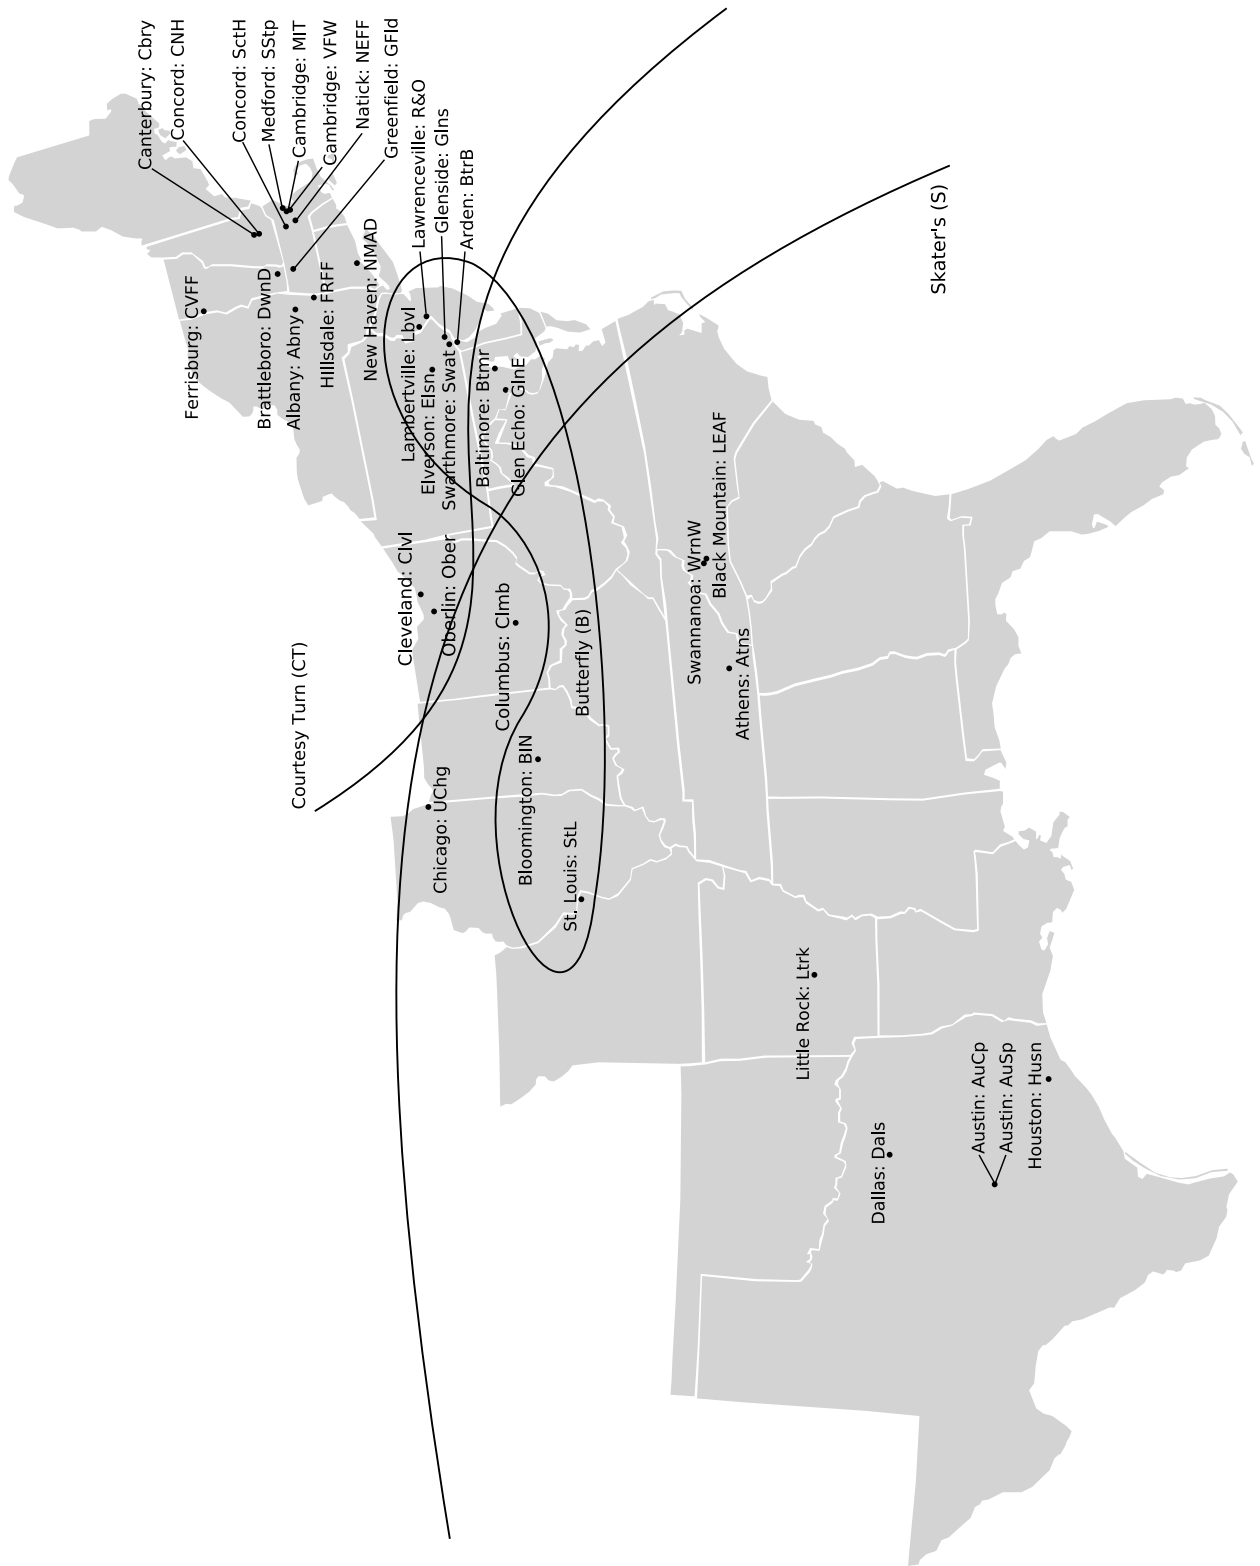 Canterbury: Cbry
Concord: CNH
Concord: SctH
Medford: SStp
Cambridge: MIT
Cambridge: VFW
Natick: NEFF
Greenfield: GFld
Ferrisburg: CVFF
Brattleboro: DwnD
Albany: Abny
HIllsdale: FRFF
New Haven: NMAD
Lawrenceville: R&O
Glenside: Glns
Arden: BtrB
Lambertville: Lbvl
Elverson: Elsn
Swarthmore: Swat
Baltimore: Btmr
Glen Echo: GlnE
Cleveland: Clvl
Oberlin: Ober
Columbus: Clmb
Chicago: UChg
Bloomington: BIN
St. Louis: StL
Courtesy Turn (CT)
Butterfly (B)
Skater's (S)
Swannanoa: WrnW
Black Mountain: LEAF
Athens: Atns
Little Rock: Ltrk
Dallas: Dals
Austin: AuCp
Austin: AuSp
Houston: Husn